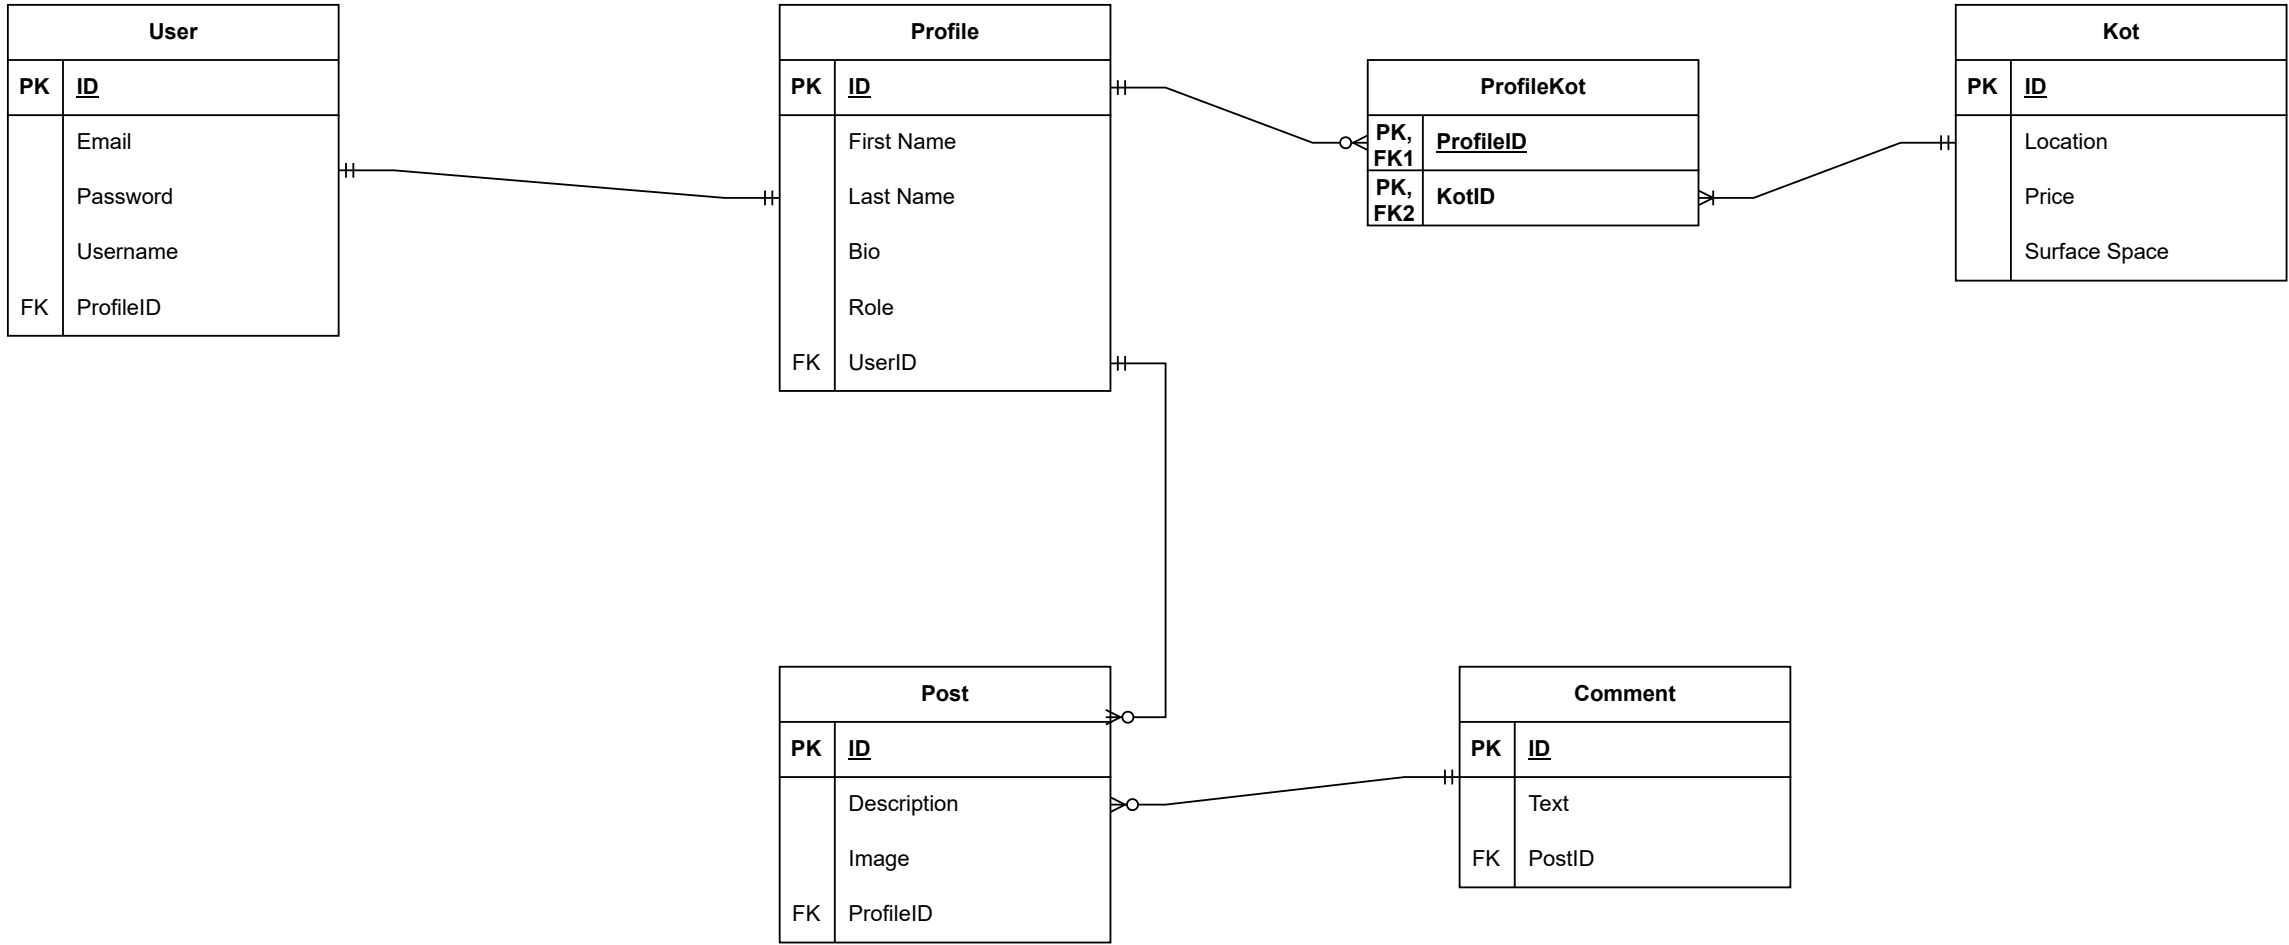 User
PK ID
Email
Password
Username
FK ProfileID
Profile
PK ID
First Name
Last Name
Bio
Role
FK UserID
ProfileKot
PK,
FK1 ProfileID
PK,
FK2 KotID
Kot
PK ID
Location
Price
Surface Space
Post
PK ID
Description
Image
FK ProfileID
Comment
PK ID
Text
FK PostID